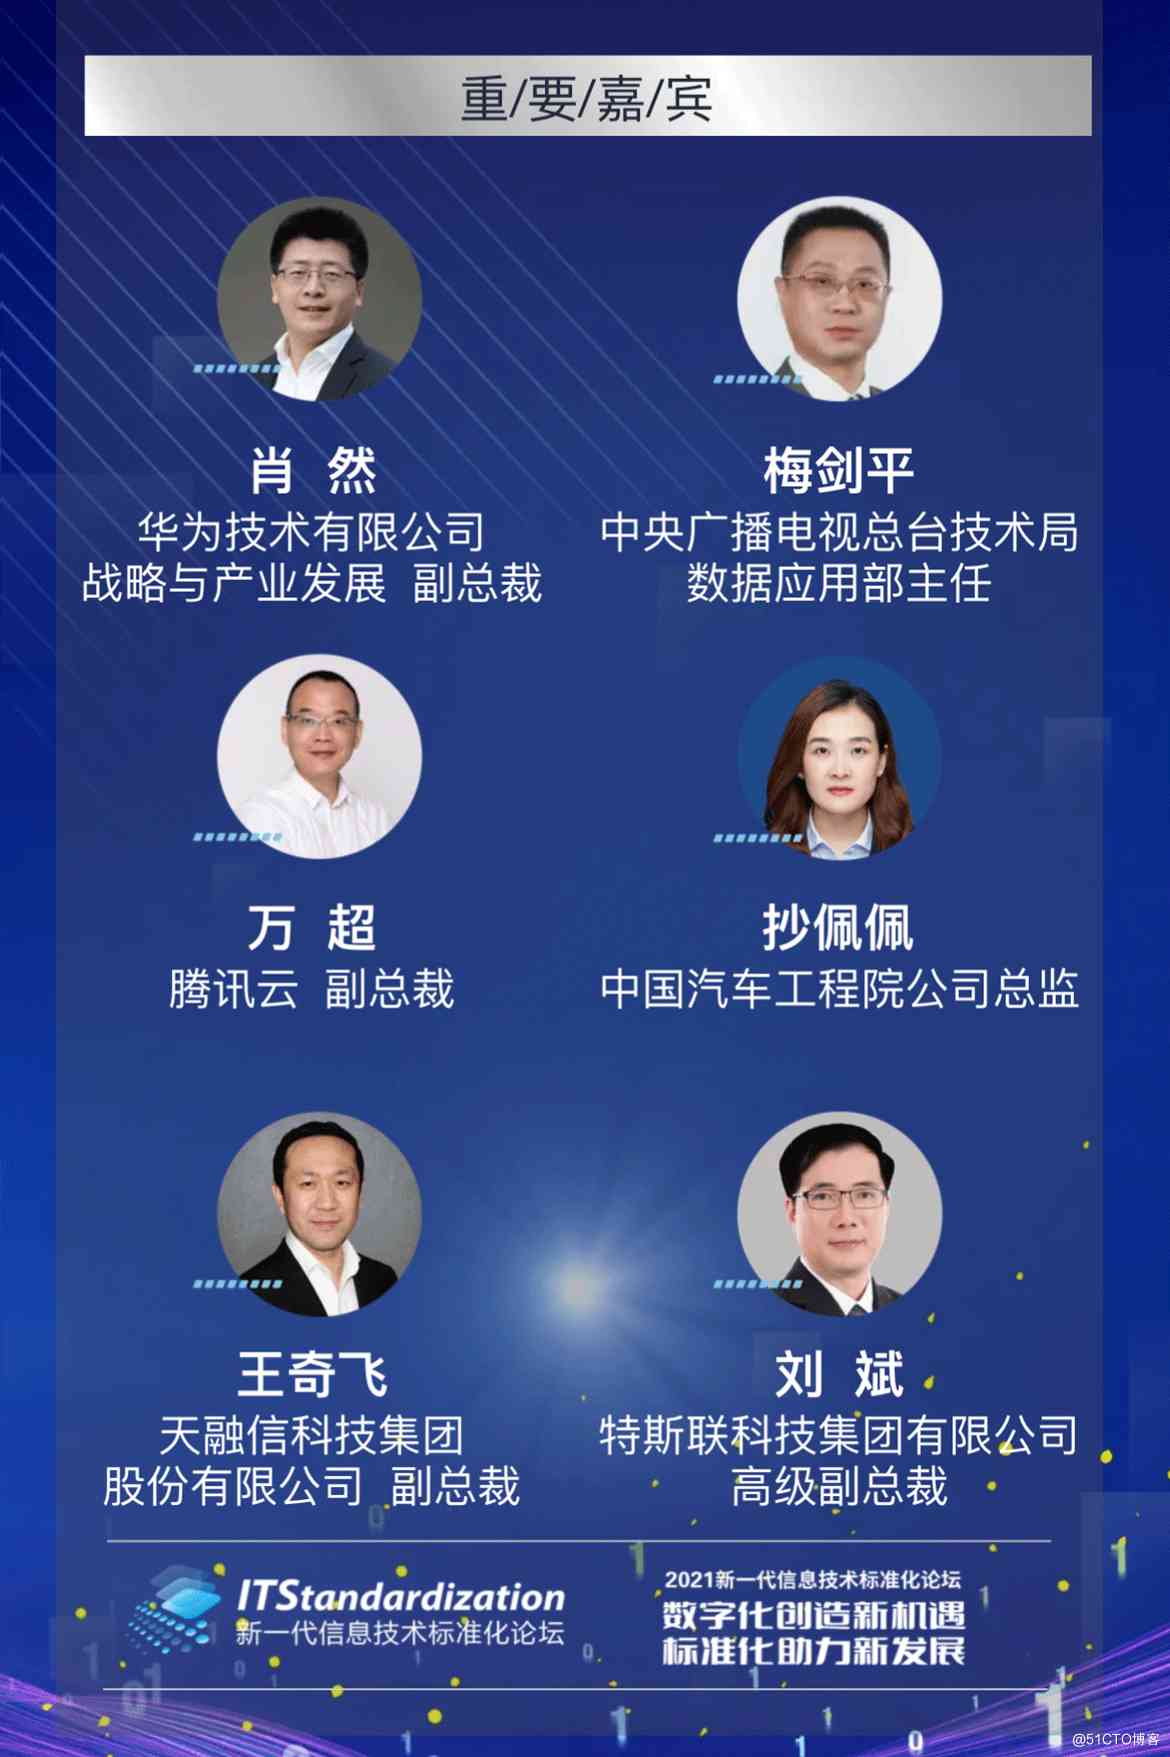 重/要/嘉/宾
肖 然
华为技术有限公司
战略与产业发展 副总裁
梅剑平
中央广播电视总台技术局
数据应用部主任
万 超
腾讯云 副总裁
抄佩佩
中国汽车工程院公司总监
王奇飞
天融信科技集团
股份有限公司 副总裁
刘 斌
特斯联科技集团有限公司
高级副总裁
ITStandardization
新一代信息技术标准化论坛
2021新一代信息技术标准化论坛
数字化创造新机遇
标准化助力新发展
@51CTO博客